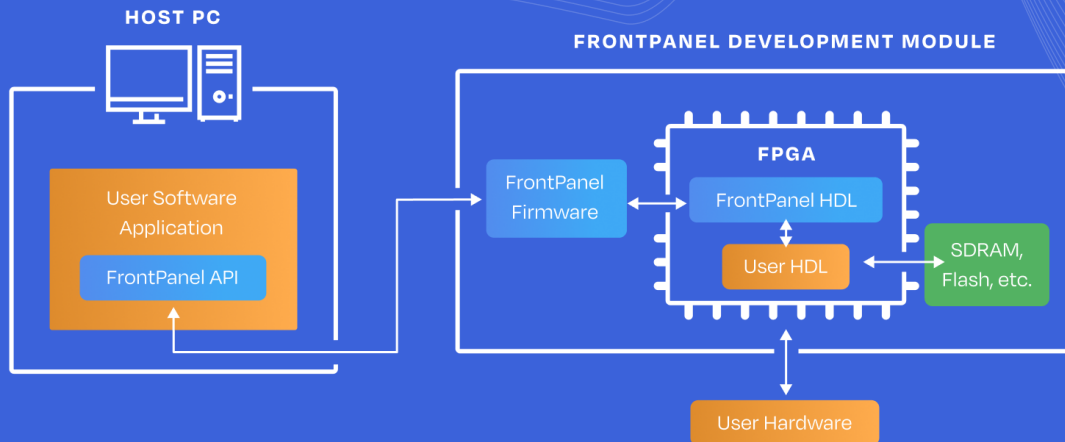 HOST PC
FRONTPANEL DEVELOPMENT MODULE
User Software
Application
FrontPanel API
FrontPanel
Firmware
FPGA
FrontPanel HDL
User HDL
SDRAM,
Flash, etc.
User Hardware